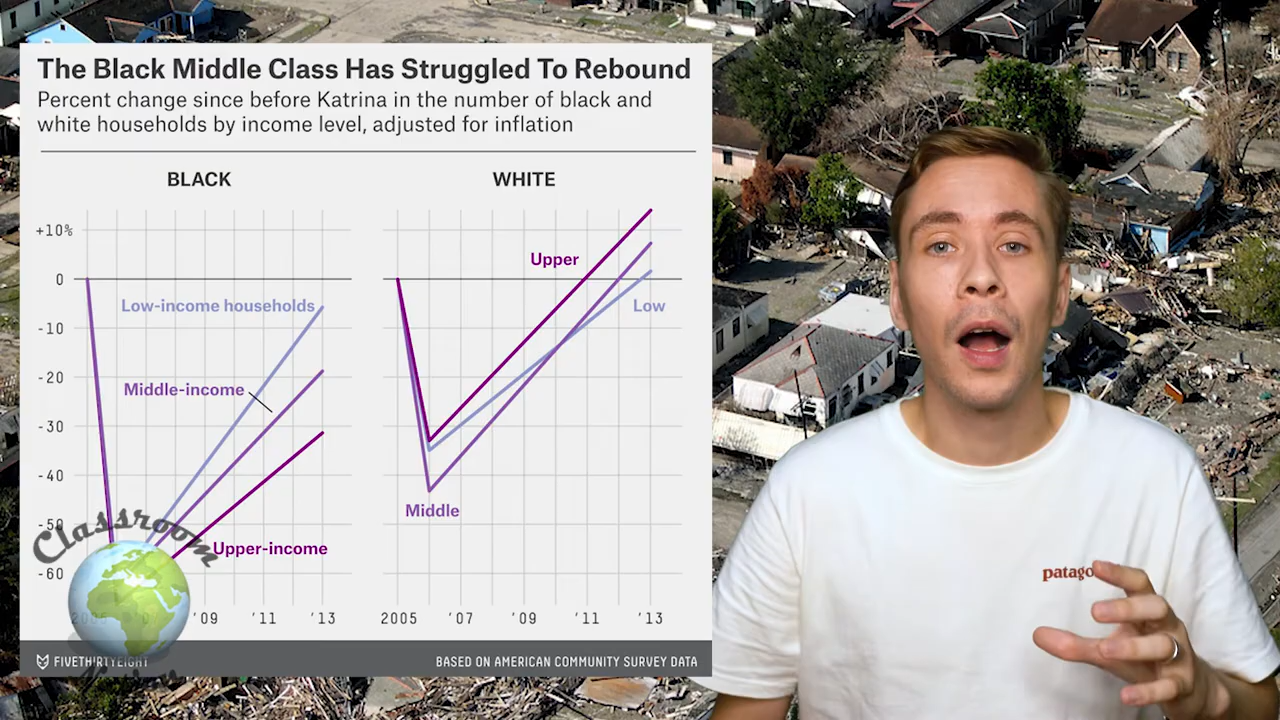 The Black Middle Class Has Struggled To Rebound
Percent change since before Katrina in the number of black and
white households by income level, adjusted for inflation
BLACK
WHITE
+10%
0
-10
-20
-30
-40
-50
-60
Low-income households
Middle-income
Upper-income
Upper
Low
Middle
'09 '11 '13
2005 '07 '09 '11 '13
Classroom
FIVETHIRTYEIGHT
BASED ON AMERICAN COMMUNITY SURVEY DATA